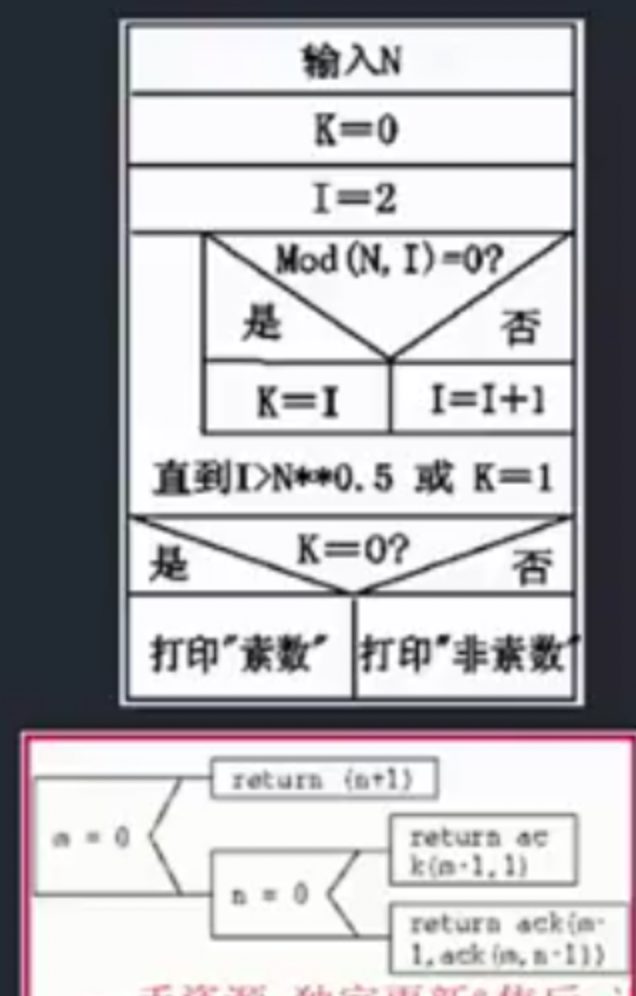 输入N
K=0
I=2
Mod(N,I)=0?
是
否
K=I
I=I+1
直到I>N**0.5 或 K=1
K=0?
是
否
打印"素数"
打印"非素数"
return (n+1)
m = 0
return ac
k(m-1,1)
n = 0
return ack(m-
1,ack(m,n-1))